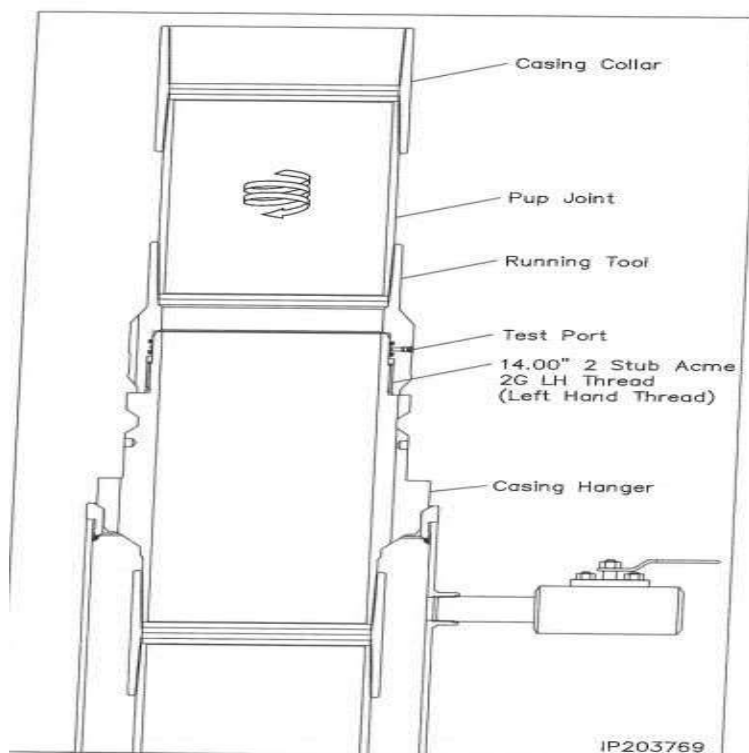 Casing Collar
Pup Joint
Running Tool
Test Port
14.00" 2 Stub Acme
2G LH Thread
(Left Hand Thread)
Casing Hanger
IP203769